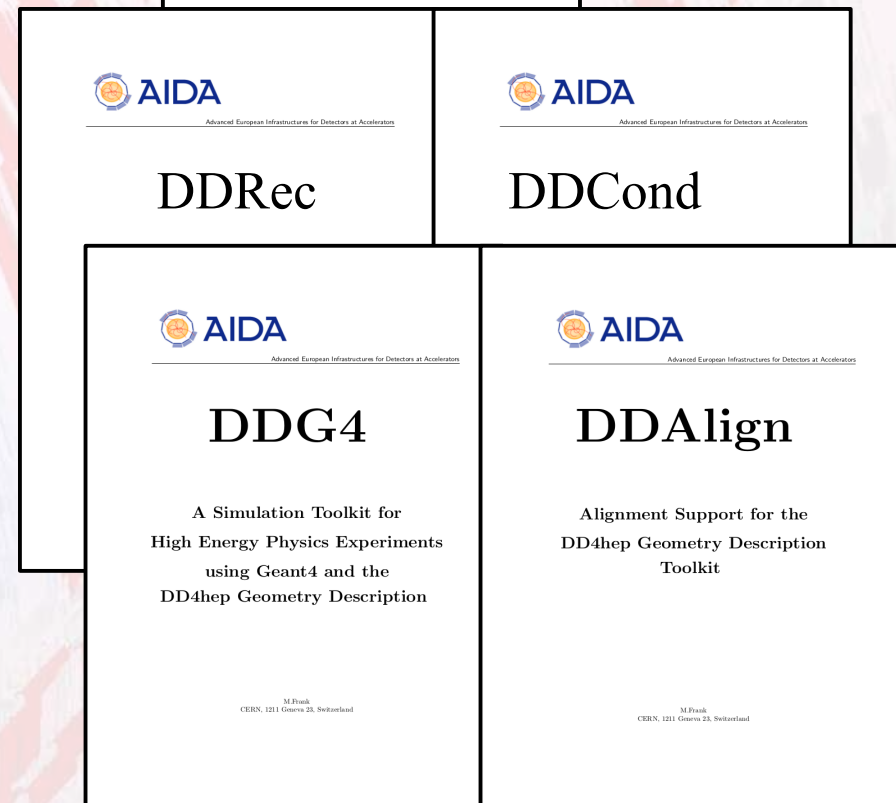 AIDA
Advanced European Infrastructures for Detectors at Accelerators
DDRec
AIDA
Advanced European Infrastructures for Detectors at Accelerators
DDCond
AIDA
Advanced European Infrastructures for Detectors at Accelerators
DDG4
A Simulation Toolkit for
High Energy Physics Experiments
using Geant4 and the
DD4hep Geometry Description
M.Frank
CERN, 1211 Geneva 23, Switzerland
AIDA
Advanced European Infrastructures for Detectors at Accelerators
DDAlign
Alignment Support for the
DD4hep Geometry Description
Toolkit
M.Frank
CERN, 1211 Geneva 23, Switzerland